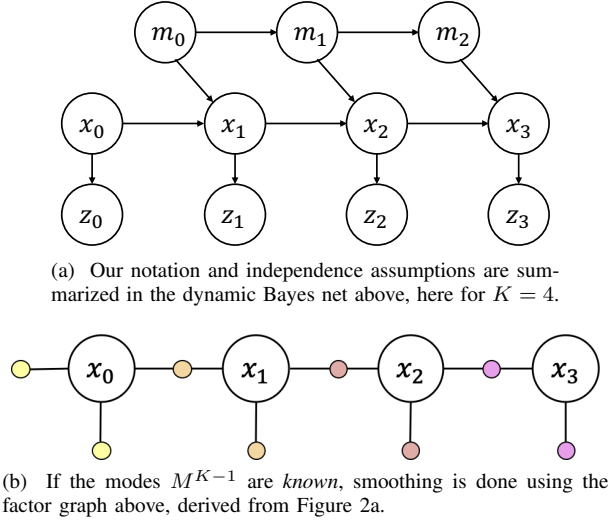 m₀ m₁ m₂
x₀ x₁ x₂ x₃
z₀ z₁ z₂ z₃
(a) Our notation and independence assumptions are sum-
marized in the dynamic Bayes net above, here for K = 4.
x₀ x₁ x₂ x₃
(b) If the modes Mᴷ⁻¹ are known, smoothing is done using the
factor graph above, derived from Figure 2a.